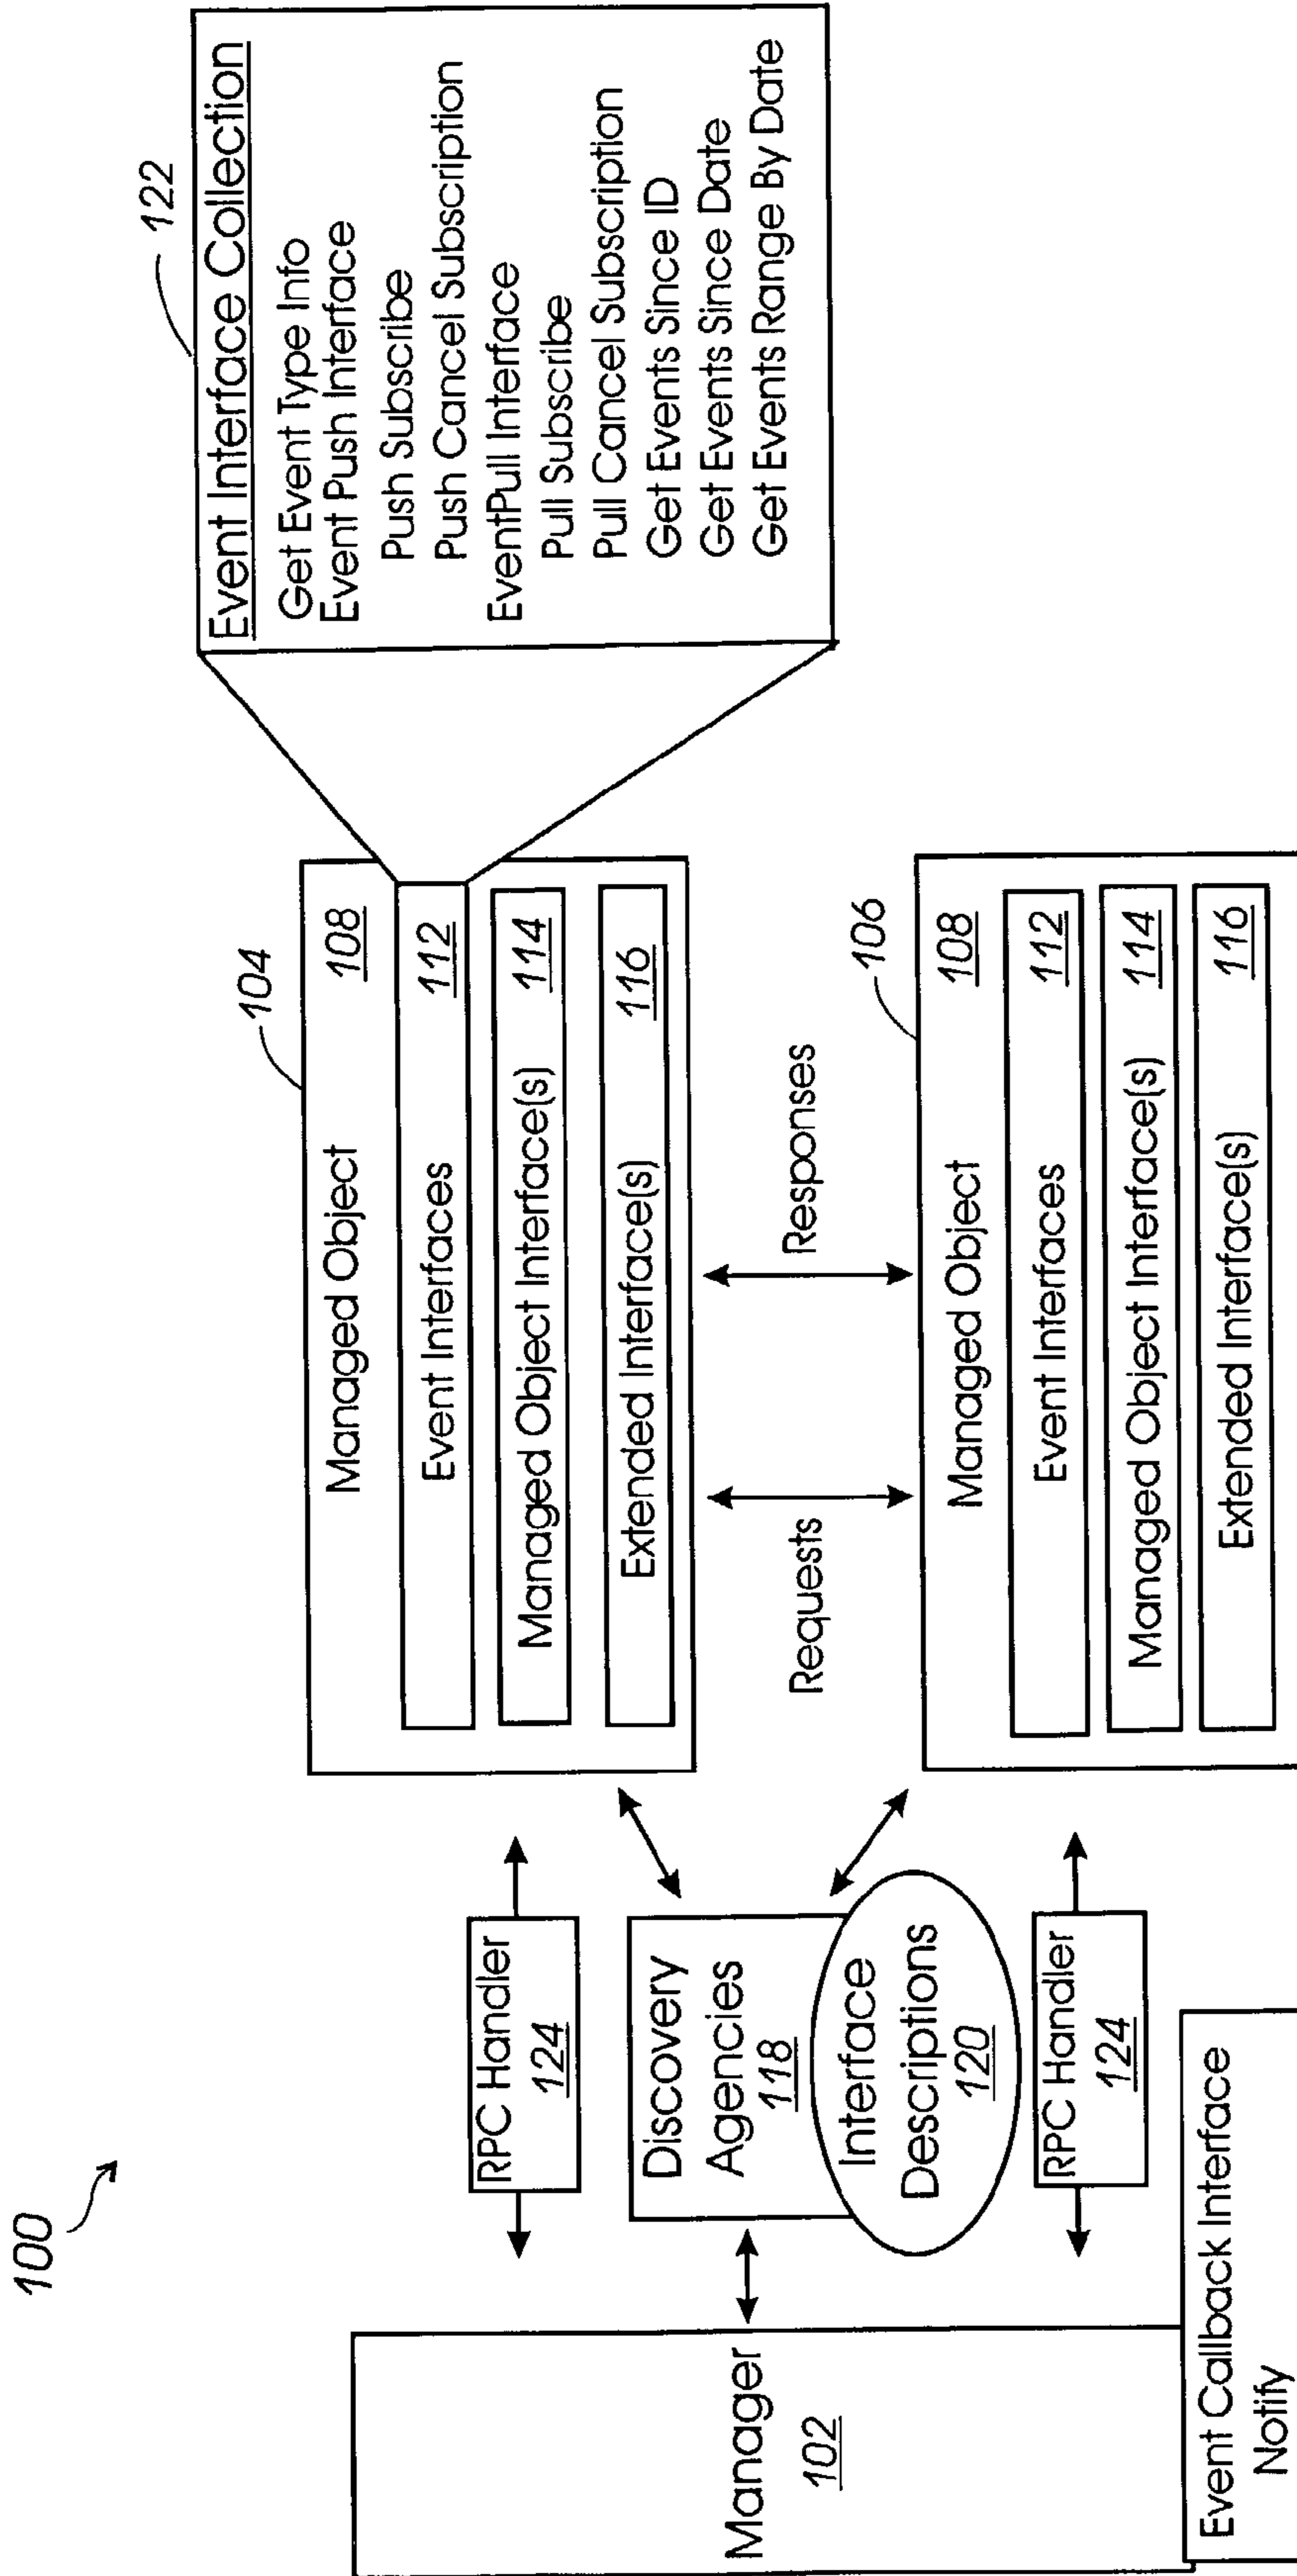 100
Manager
102
Event Callback Interface
Notify
RPC Handler
124
Discovery
Agencies
118
Interface
Descriptions
120
RPC Handler
124
104
Managed Object 108
Event Interfaces 112
Managed Object Interface(s) 114
Extended Interface(s) 116
Requests
Responses
106
Managed Object 108
Event Interfaces 112
Managed Object Interface(s) 114
Extended Interface(s) 116
122
Event Interface Collection
Get Event Type Info
Event Push Interface
Push Subscribe
Push Cancel Subscription
EventPull Interface
Pull Subscribe
Pull Cancel Subscription
Get Events Since ID
Get Events Since Date
Get Events Range By Date